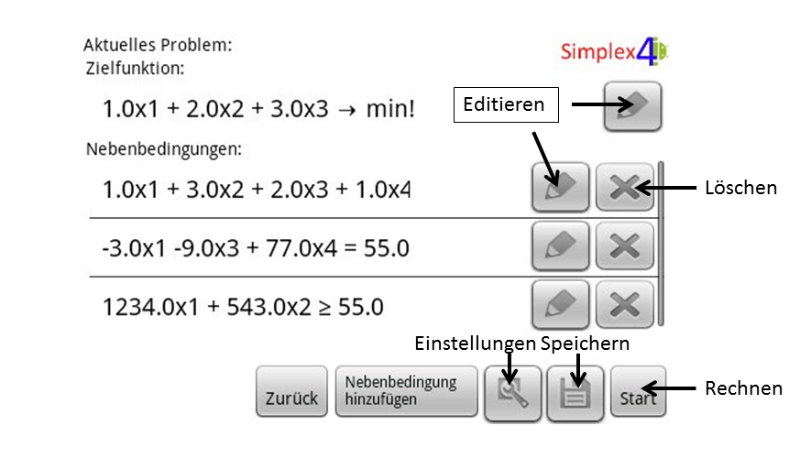 Aktuelles Problem:
Simplex4
Zielfunktion:
1.0x1 + 2.0x2 + 3.0x3 → min!
Editieren
Nebenbedingungen:
1.0x1 + 3.0x2 + 2.0x3 + 1.0x4
Löschen
-3.0x1 -9.0x3 + 77.0x4 = 55.0
1234.0x1 + 543.0x2 ≥ 55.0
Einstellungen Speichern
Zurück
Nebenbedingung
hinzufügen
Start
Rechnen